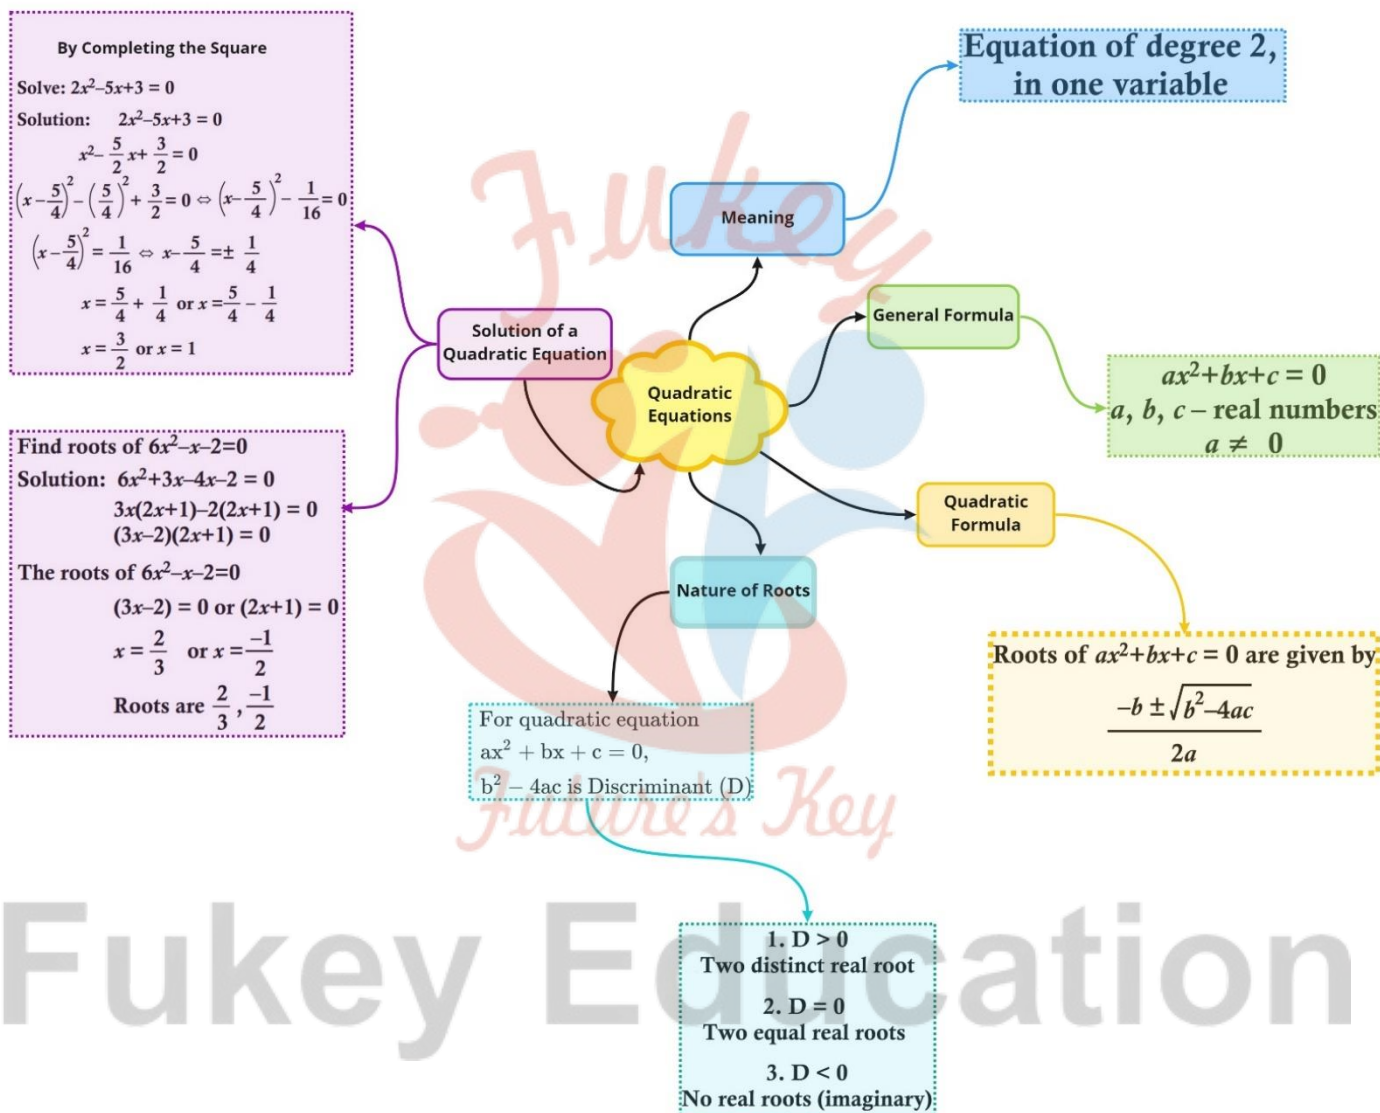 By Completing the Square
Solve: 2x²–5x+3 = 0
Solution: 2x²–5x+3 = 0
x²– 5/2 x+ 3/2 = 0
(x – 5/4)² – (5/4)² + 3/2 = 0 ⇔ (x– 5/4)² – 1/16 = 0
(x – 5/4)² = 1/16 ⇔ x– 5/4 = ± 1/4
x = 5/4 + 1/4 or x = 5/4 – 1/4
x = 3/2 or x = 1
Find roots of 6x²–x–2=0
Solution: 6x²+3x–4x–2 = 0
3x(2x+1)–2(2x+1) = 0
(3x–2)(2x+1) = 0
The roots of 6x²–x–2=0
(3x–2) = 0 or (2x+1) = 0
x = 2/3 or x = –1/2
Roots are 2/3 , –1/2
Solution of a
Quadratic Equation
Quadratic
Equations
Meaning
Equation of degree 2,
in one variable
General Formula
ax²+bx+c = 0
a, b, c – real numbers
a ≠ 0
Quadratic
Formula
Roots of ax²+bx+c = 0 are given by
–b ± √b²–4ac
2a
Nature of Roots
For quadratic equation
ax² + bx + c = 0,
b² − 4ac is Discriminant (D)
1. D > 0
Two distinct real root
2. D = 0
Two equal real roots
3. D < 0
No real roots (imaginary)
Fukey
Future's Key
Fukey Education